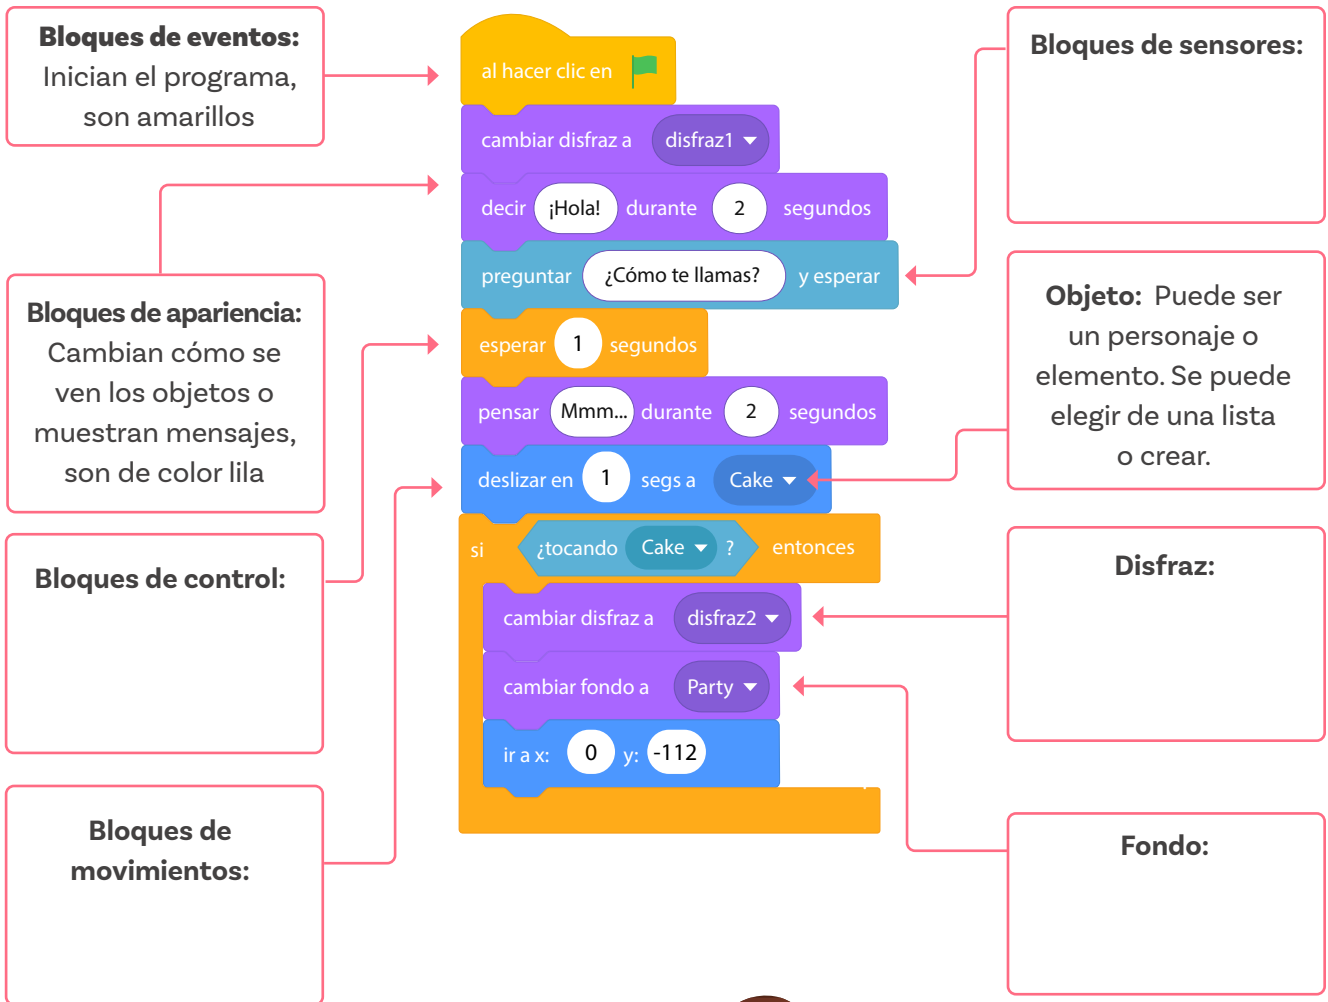 Bloques de eventos:
Inician el programa,
son amarillos
Bloques de apariencia:
Cambian cómo se
ven los objetos o
muestran mensajes,
son de color lila
Bloques de control:
Bloques de
movimientos:
al hacer clic en
cambiar disfraz a disfraz1
decir ¡Hola! durante 2 segundos
preguntar ¿Cómo te llamas? y esperar
esperar 1 segundos
pensar Mmm... durante 2 segundos
deslizar en 1 segs a Cake
si ¿tocando Cake ? entonces
cambiar disfraz a disfraz2
cambiar fondo a Party
ir a x: 0 y: -112
Bloques de sensores:
Objeto: Puede ser
un personaje o
elemento. Se puede
elegir de una lista
o crear.
Disfraz:
Fondo: